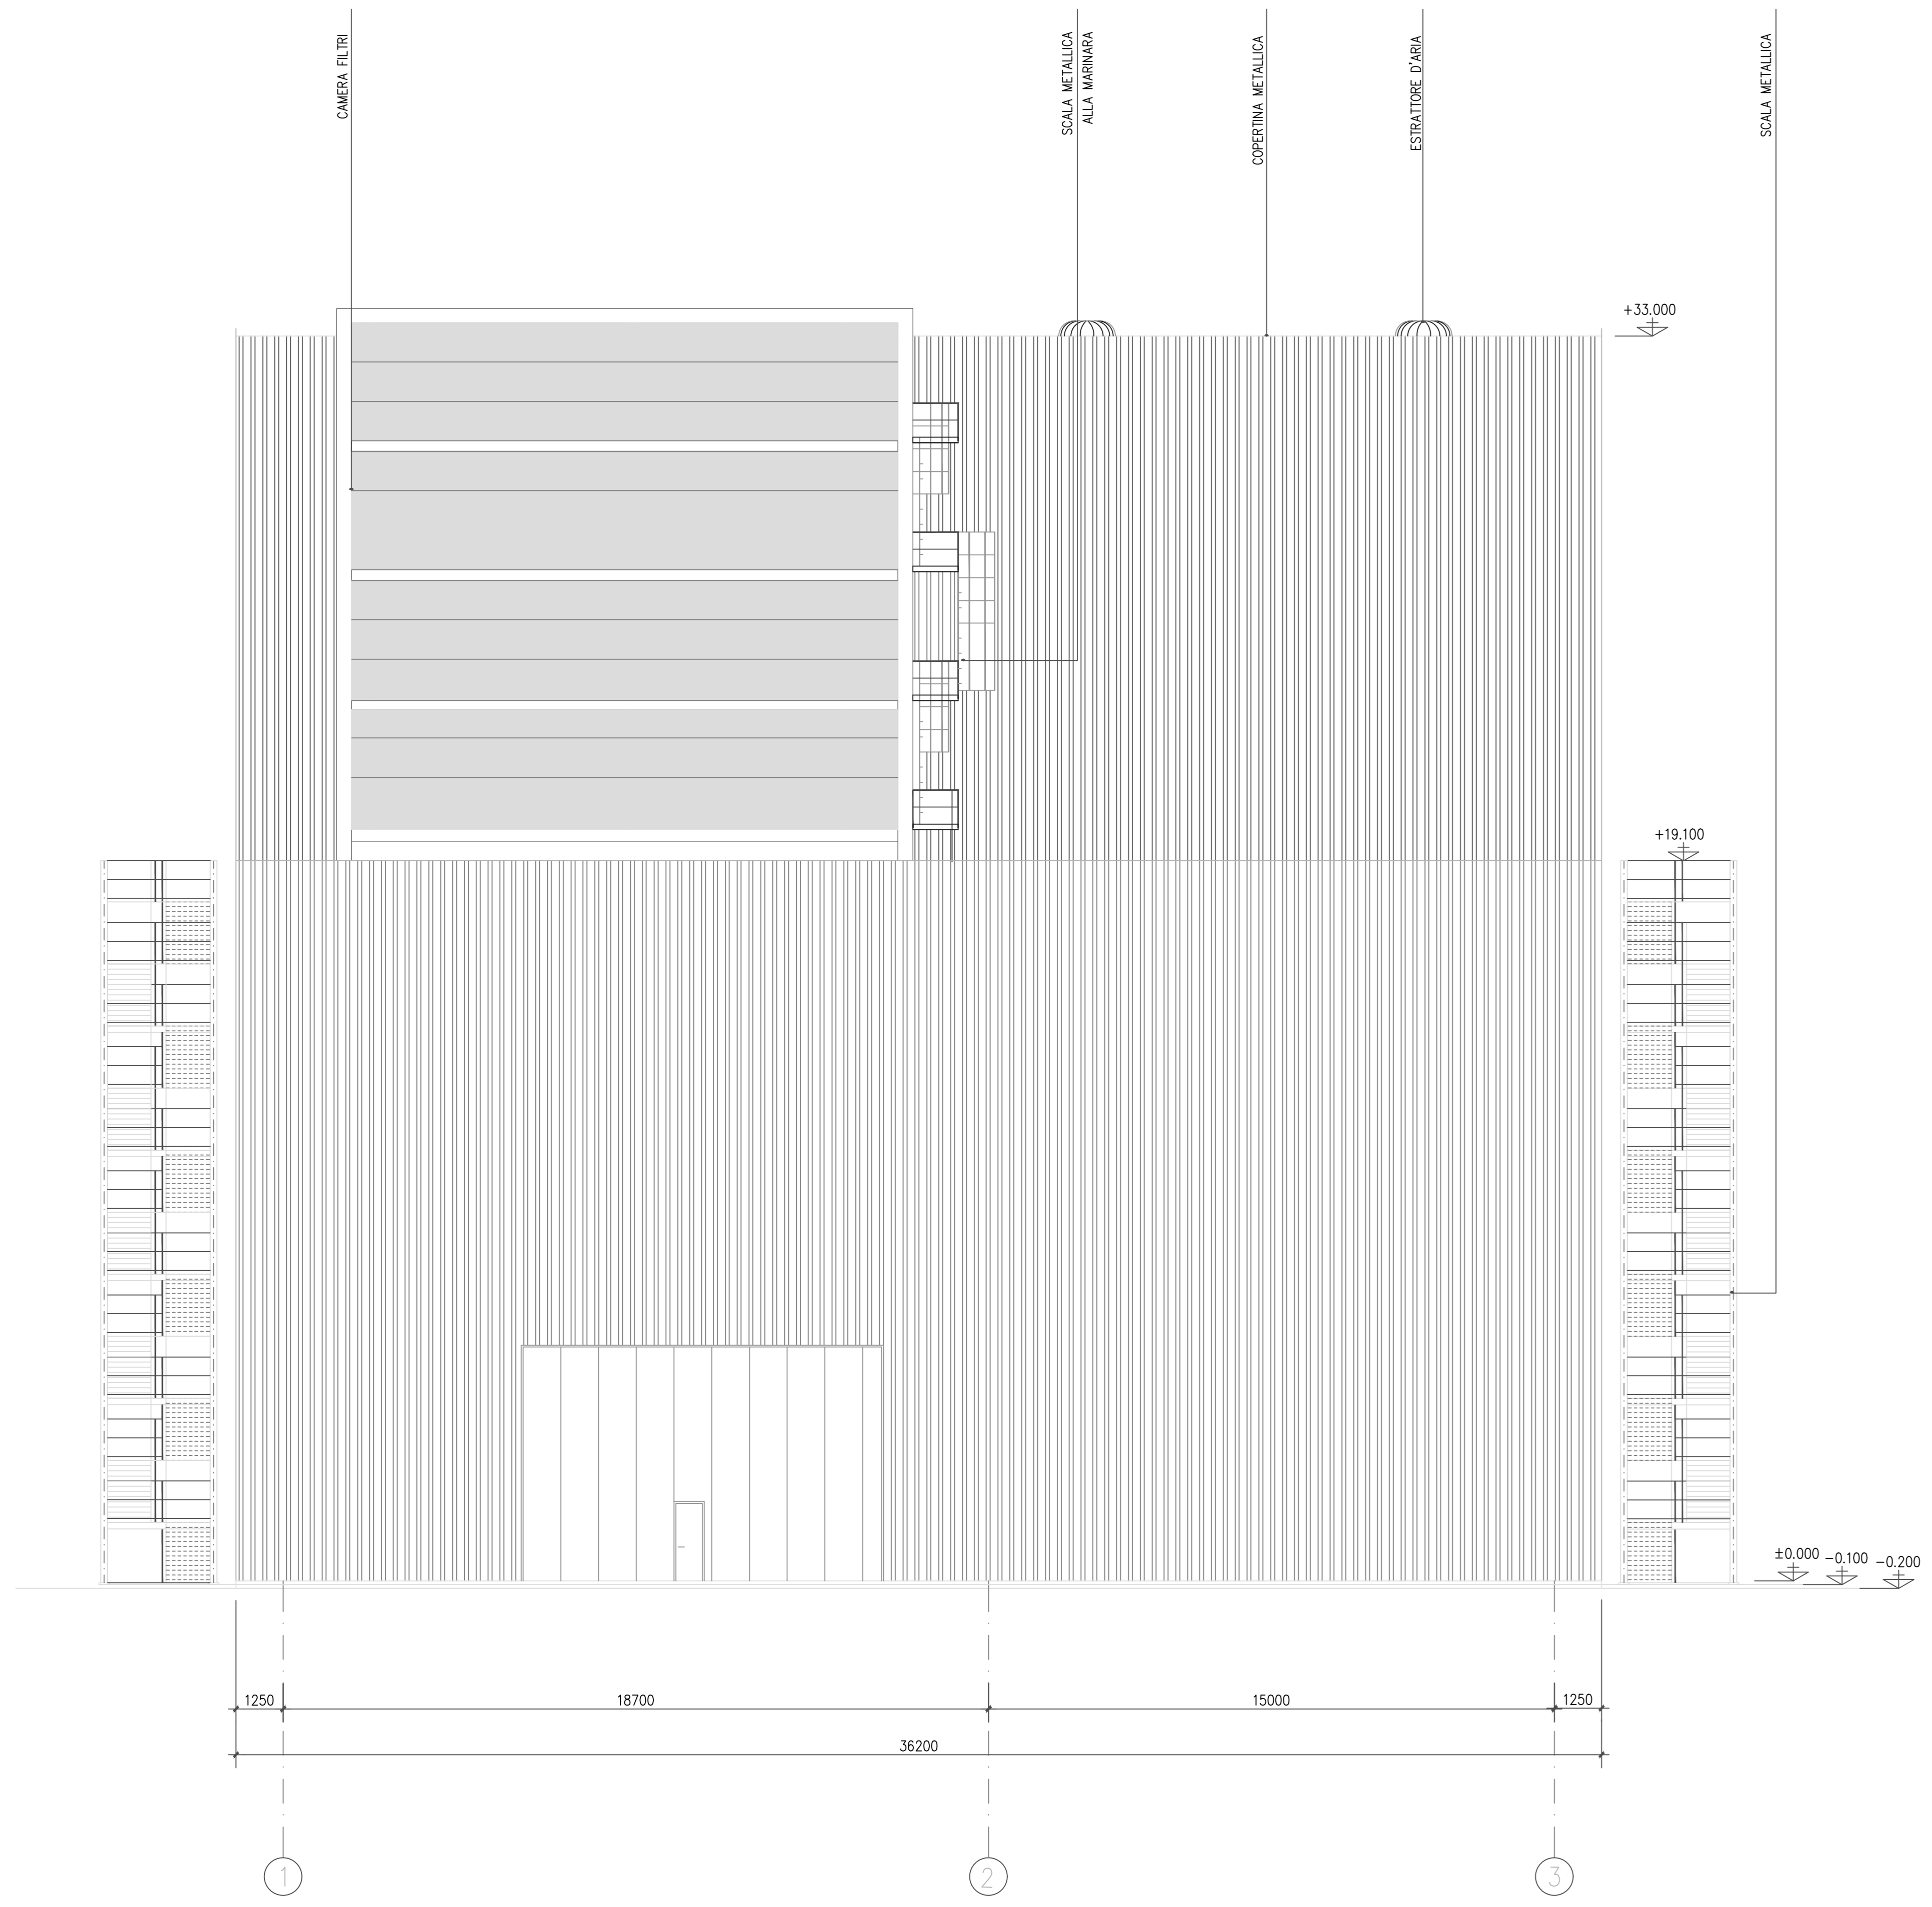 CAMERA FILTRI
SCALA METALLICA
ALLA MARINARA
COPERTINA METALLICA
ESTRATTORE D'ARIA
SCALA METALLICA
+33.000
+19.100
±0.000
-0.100
-0.200
1250
18700
15000
1250
36200
1
2
3